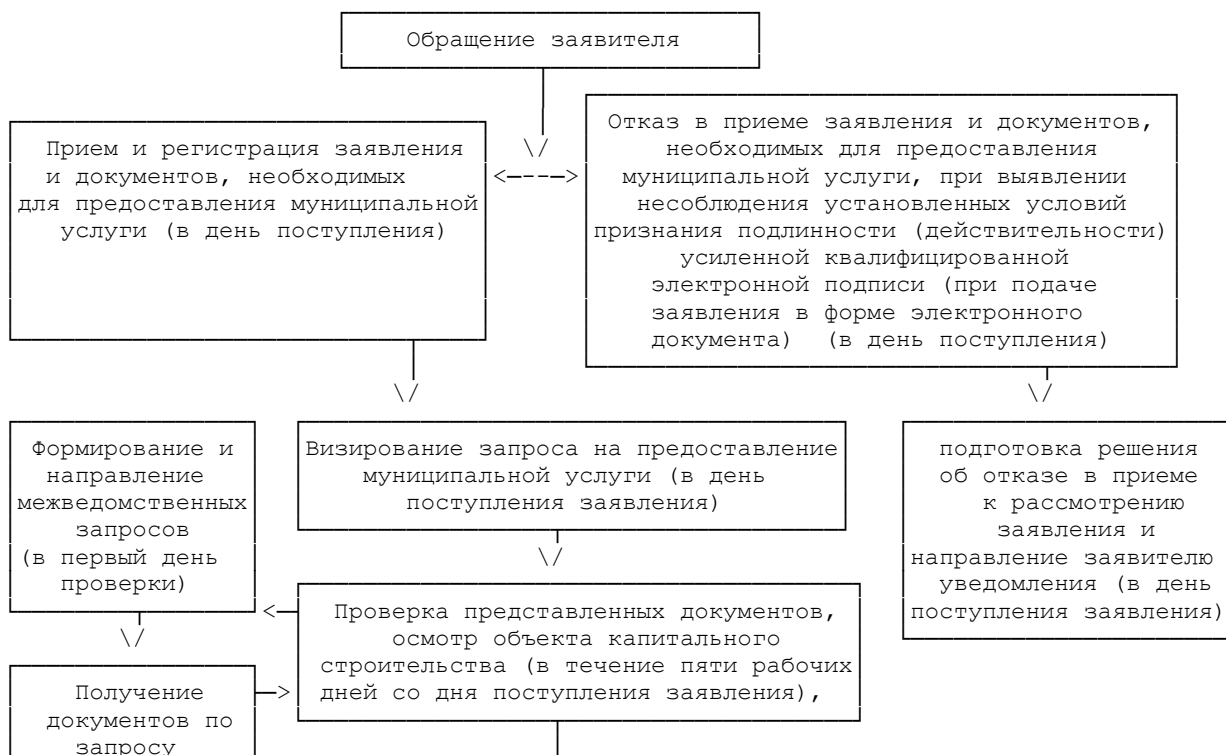 Обращение заявителя
Прием и регистрация заявления
и документов, необходимых
для предоставления муниципальной
услуги (в день поступления)
Отказ в приеме заявления и документов,
необходимых для предоставления
муниципальной услуги, при выявлении
несоблюдения установленных условий
признания подлинности (действительности)
усиленной квалифицированной
электронной подписи (при подаче
заявления в форме электронного
документа) (в день поступления)
Формирование и
направление
межведомственных
запросов
(в первый день
проверки)
Визирование запроса на предоставление
муниципальной услуги (в день
поступления заявления)
подготовка решения
об отказе в приеме
к рассмотрению
заявления и
направление заявителю
уведомления (в день
поступления заявления)
Проверка представленных документов,
осмотр объекта капитального
строительства (в течение пяти рабочих
дней со дня поступления заявления),
Получение
документов по
запросу